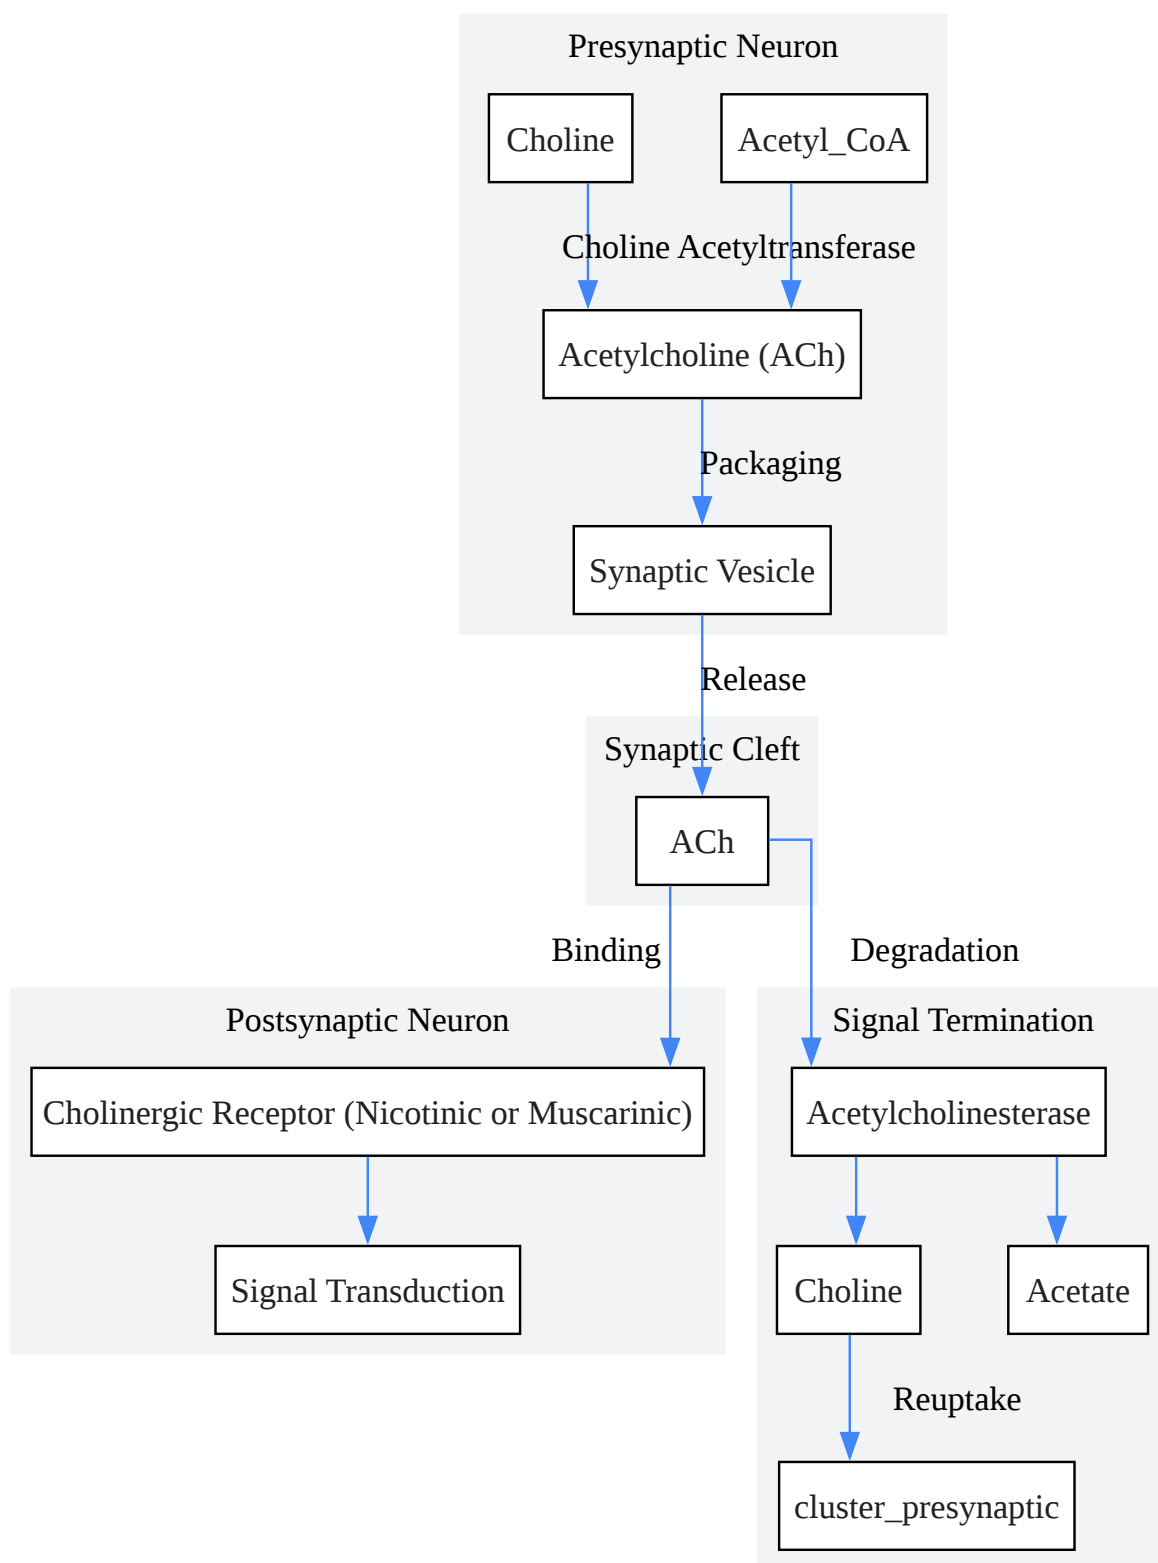 Presynaptic Neuron
Choline
Acetyl_CoA
Choline Acetyltransferase
Acetylcholine (ACh)
Packaging
Synaptic Vesicle
Release
Synaptic Cleft
ACh
Binding
Degradation
Postsynaptic Neuron
Signal Termination
Cholinergic Receptor (Nicotinic or Muscarinic)
Acetylcholinesterase
Signal Transduction
Choline
Acetate
Reuptake
cluster_presynaptic